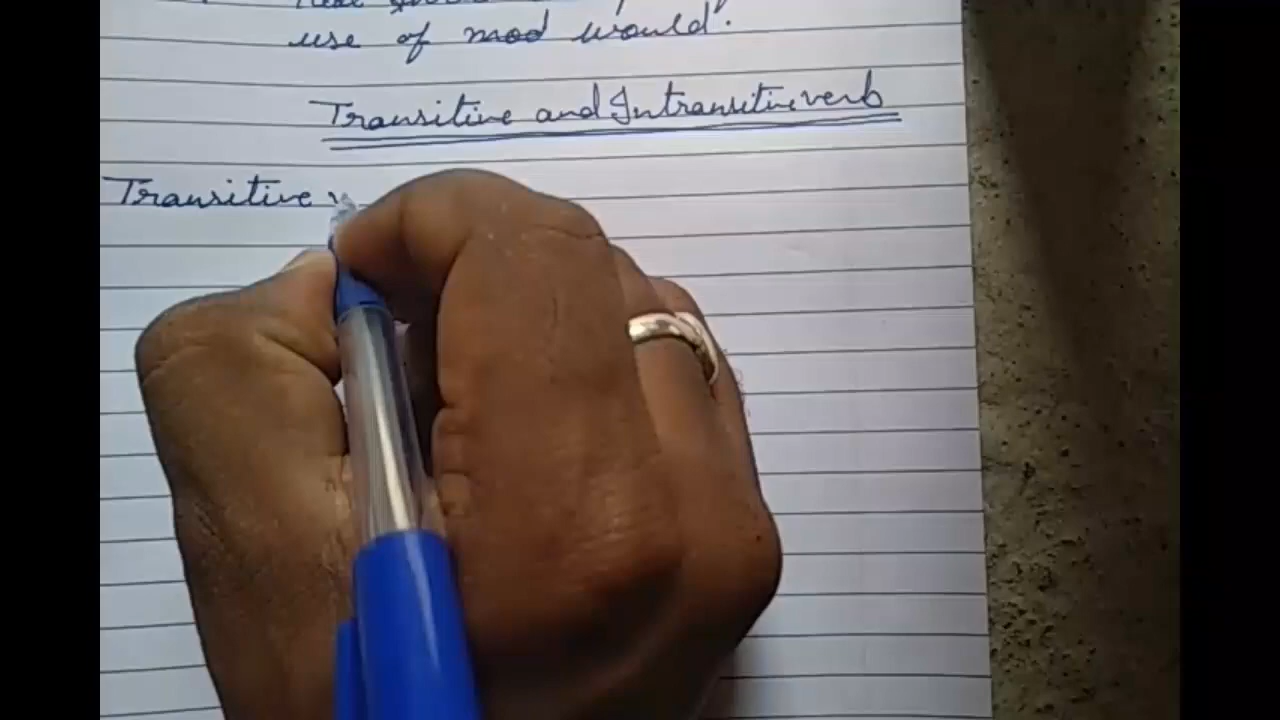 use of mod would.
Transitive and Intransitive verb
Transitive v